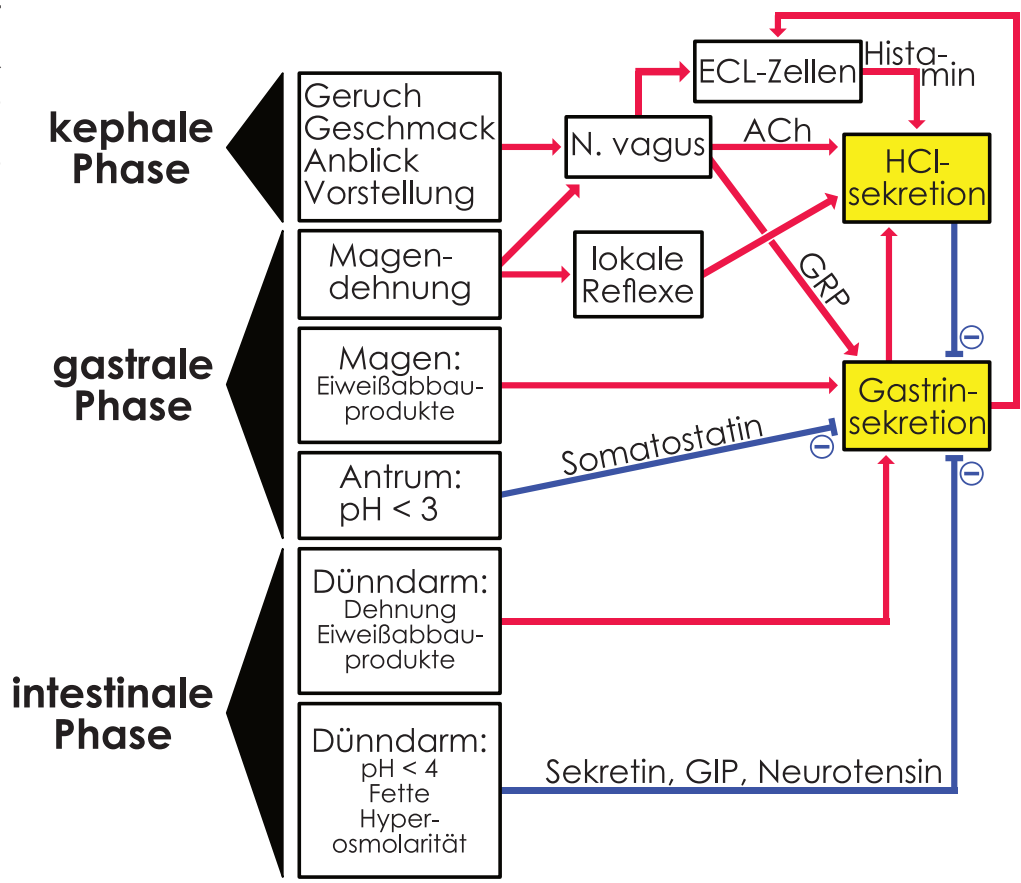 kephale
Phase
Geruch
Geschmack
Anblick
Vorstellung
N. vagus
ECL-Zellen
Hista-
min
ACh
HCl-
sekretion
gastrale
Phase
Magen-
dehnung
lokale
Reflexe
GRP
Magen:
Eiweißabbau-
produkte
Gastrin-
sekretion
Antrum:
pH < 3
Somatostatin
intestinale
Phase
Dünndarm:
Dehnung
Eiweißabbau-
produkte
Dünndarm:
pH < 4
Fette
Hyper-
osmolarität
Sekretin, GIP, Neurotensin